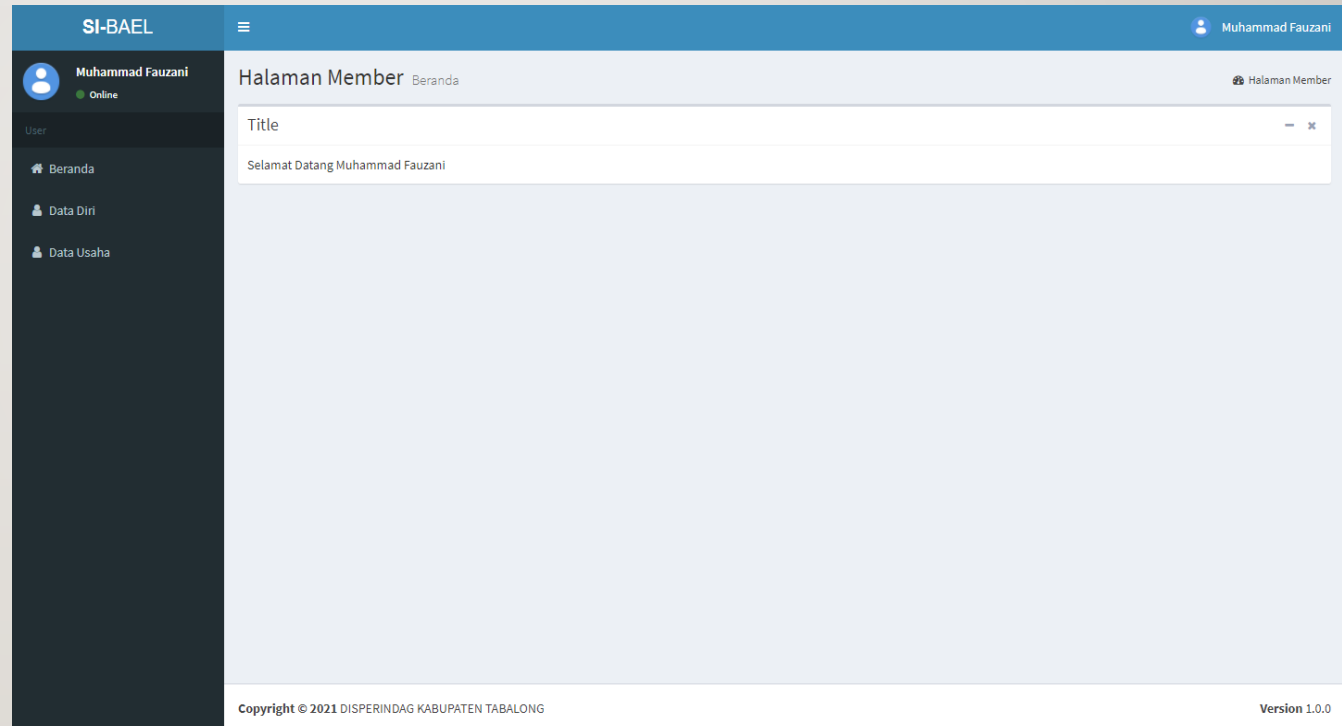 SI-BAEL
Muhammad Fauzani
Muhammad Fauzani
Online
User
Beranda
Data Diri
Data Usaha
Halaman Member Beranda
Halaman Member
Title
Selamat Datang Muhammad Fauzani
Copyright © 2021 DISPERINDAG KABUPATEN TABALONG
Version 1.0.0